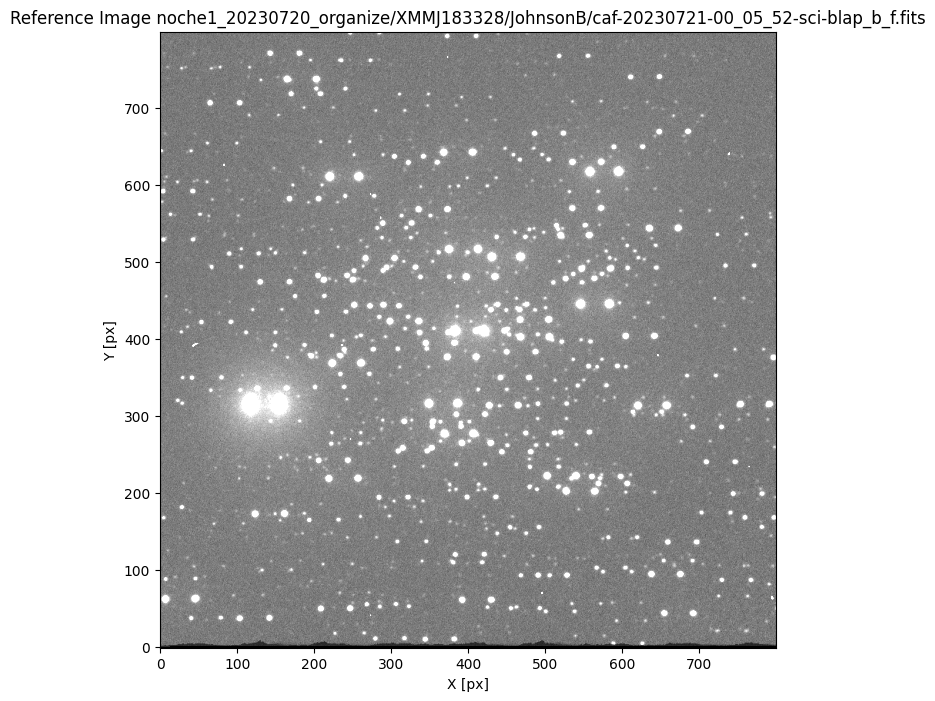 Reference Image noche1_20230720_organize/XMMJ183328/JohnsonB/caf-20230721-00_05_52-sci-blap_b_f.fits
700
600
500
400
300
200
100
0
Y [px]
0 100 200 300 400 500 600 700
X [px]